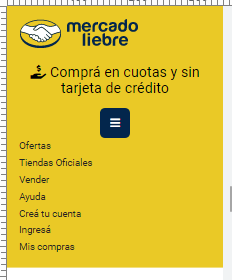 mercado
liebre
Comprá en cuotas y sin
tarjeta de crédito
Ofertas
Tiendas Oficiales
Vender
Ayuda
Creá tu cuenta
Ingresá
Mis compras